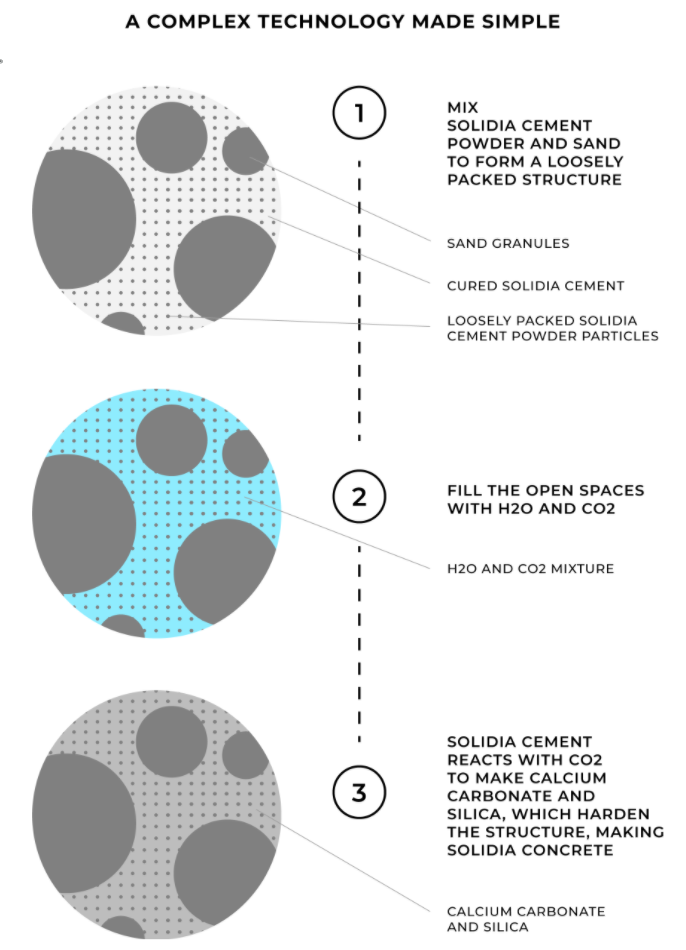 A COMPLEX TECHNOLOGY MADE SIMPLE
1
MIX
SOLIDIA CEMENT
POWDER AND SAND
TO FORM A LOOSELY
PACKED STRUCTURE
SAND GRANULES
CURED SOLIDIA CEMENT
LOOSELY PACKED SOLIDIA
CEMENT POWDER PARTICLES
2
FILL THE OPEN SPACES
WITH H2O AND CO2
H2O AND CO2 MIXTURE
3
SOLIDIA CEMENT
REACTS WITH CO2
TO MAKE CALCIUM
CARBONATE AND
SILICA, WHICH HARDEN
THE STRUCTURE, MAKING
SOLIDIA CONCRETE
CALCIUM CARBONATE
AND SILICA